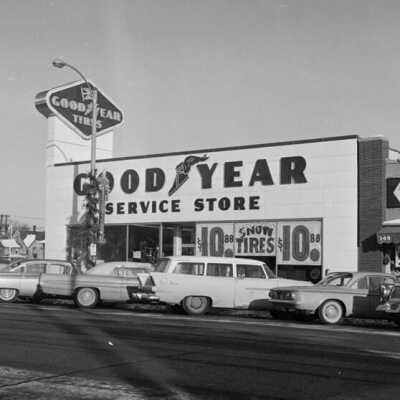 GOOD YEAR
TIRES
GOOD YEAR
SERVICE STORE
$10.88 SNOW TIRES $10.88